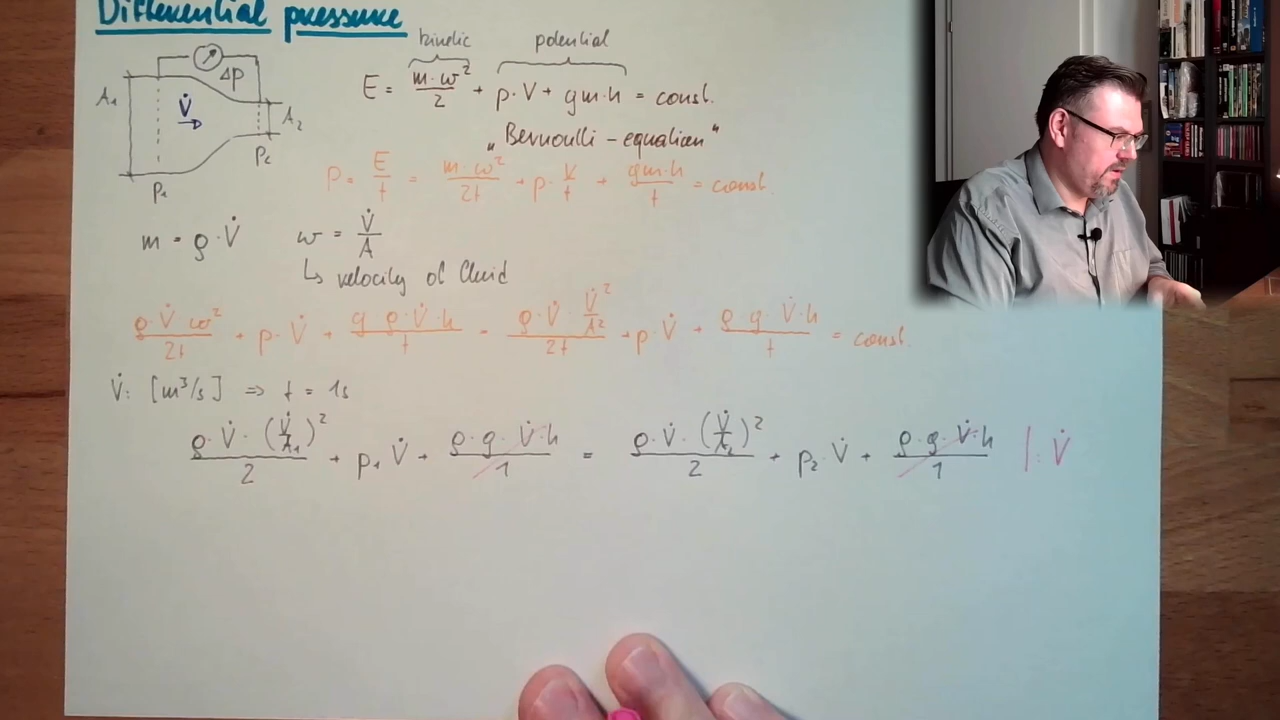 Differential pressure
kinetic potential
Δp
A₁ V̇ A₂
p₁ p₂
E = m·w²/2 + p·V + g·m·h = const.
„Bernoulli - equation"
P = E/t = m·w²/2t + p·V/t + g·m·h/t = const.
m = ρ·V̇ w = V̇/A
↳ velocity of fluid
ρ·V̇·w²/2t + p·V̇ + g·ρ·V̇·h/t = ρ·V̇·V̇²/A²/2t + p·V̇ + ρ·g·V̇·h/t = const.
V̇: [m³/s] => t = 1s
ρ·V̇·(V̇/A₁)²/2 + p₁·V̇ + ρ·g·V̇·h/1 = ρ·V̇·(V̇/A₂)²/2 + p₂·V̇ + ρ·g·V̇·h/1 |: V̇